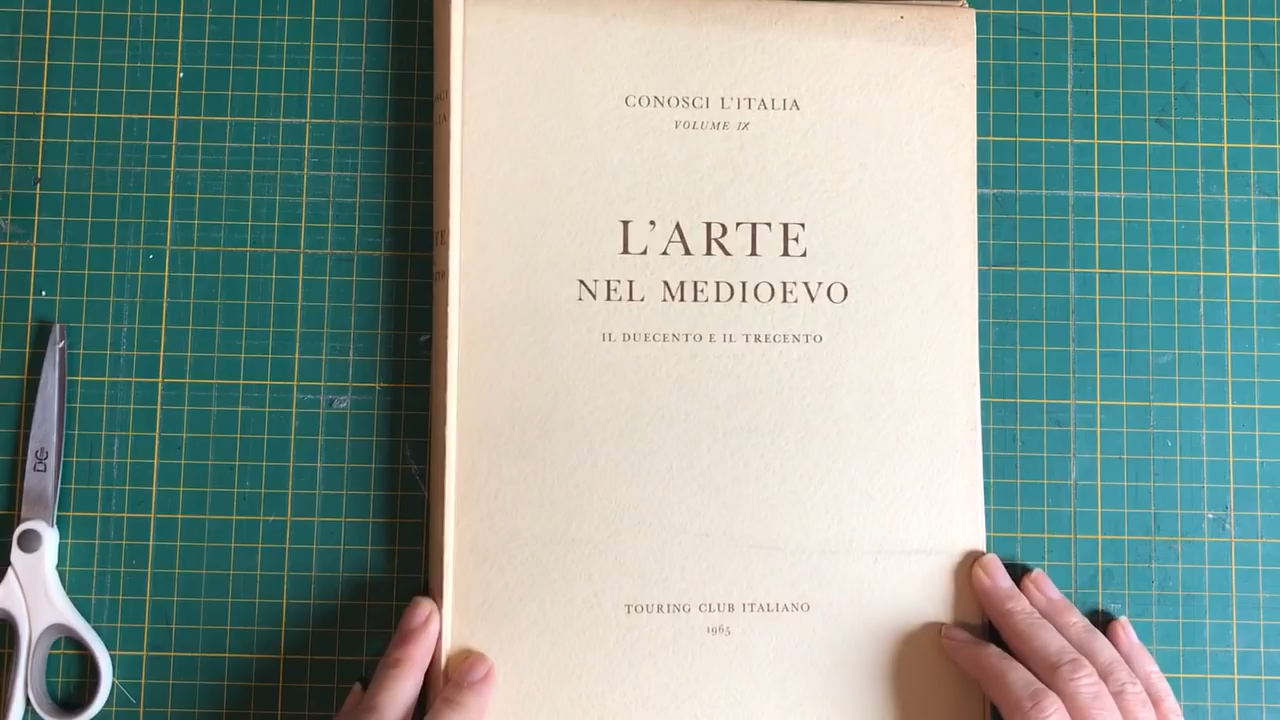 CONOSCI L'ITALIA
VOLUME IX
L'ARTE
NEL MEDIOEVO
IL DUECENTO E IL TRECENTO
TOURING CLUB ITALIANO
1965